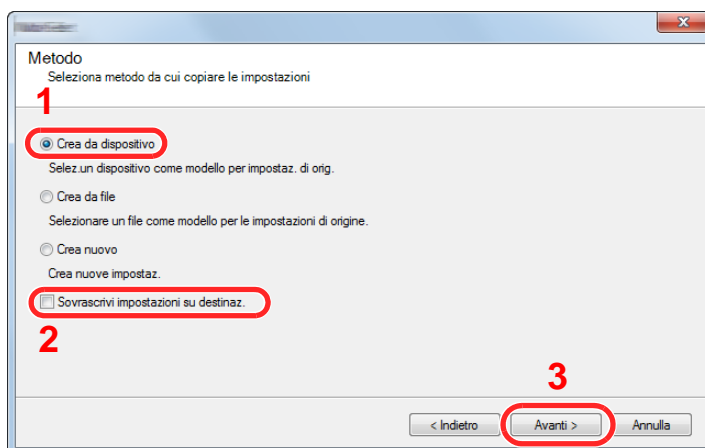 Metodo
Seleziona metodo da cui copiare le impostazioni
1
Crea da dispositivo
Selez.un dispositivo come modello per impostaz. di orig.
Crea da file
Selezionare un file come modello per le impostazioni di origine.
Crea nuovo
Crea nuove impostaz.
Sovrascrivi impostazioni su destinaz.
2
3
< Indietro
Avanti >
Annulla